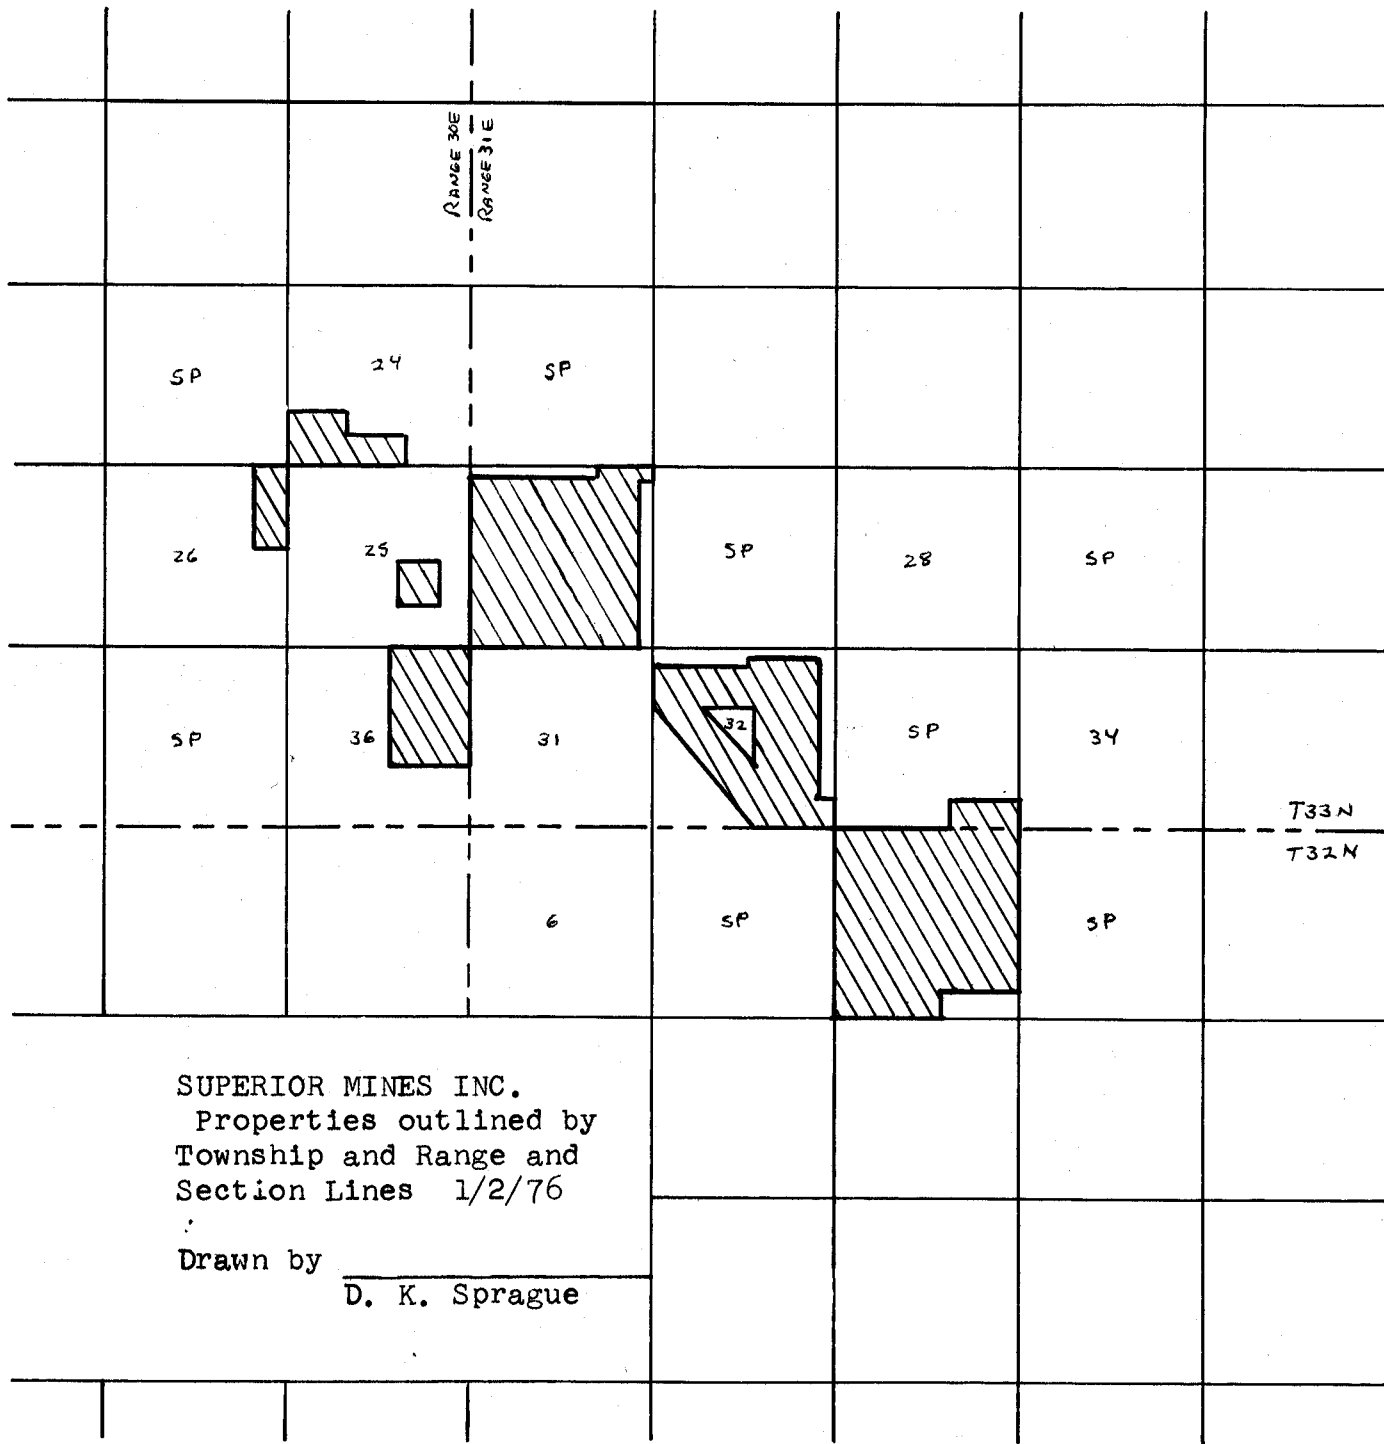 RANGE 30E
RANGE 31E
SP
24
SP
26
25
SP
28
SP
SP
36
31
32
SP
34
T33N
T32N
6
SP
SP
SUPERIOR MINES INC.
Properties outlined by
Township and Range and
Section Lines 1/2/76
Drawn by
D. K. Sprague